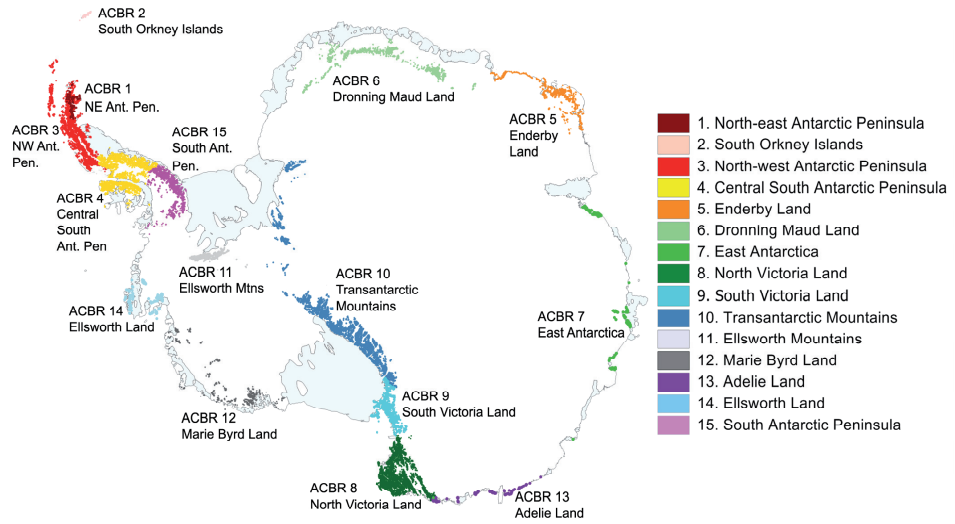 ACBR 2
South Orkney Islands
ACBR 1
NE Ant. Pen.
ACBR 3
NW Ant.
Pen.
ACBR 15
South Ant.
Pen.
ACBR 4
Central
South
Ant. Pen
ACBR 6
Dronning Maud Land
ACBR 5
Enderby
Land
ACBR 11
Ellsworth Mtns
ACBR 10
Transantarctic
Mountains
ACBR 14
Ellsworth Land
ACBR 7
East Antarctica
ACBR 9
South Victoria Land
ACBR 12
Marie Byrd Land
ACBR 8
North Victoria Land
ACBR 13
Adelie Land
1. North-east Antarctic Peninsula
2. South Orkney Islands
3. North-west Antarctic Peninsula
4. Central South Antarctic Peninsula
5. Enderby Land
6. Dronning Maud Land
7. East Antarctica
8. North Victoria Land
9. South Victoria Land
10. Transantarctic Mountains
11. Ellsworth Mountains
12. Marie Byrd Land
13. Adelie Land
14. Ellsworth Land
15. South Antarctic Peninsula